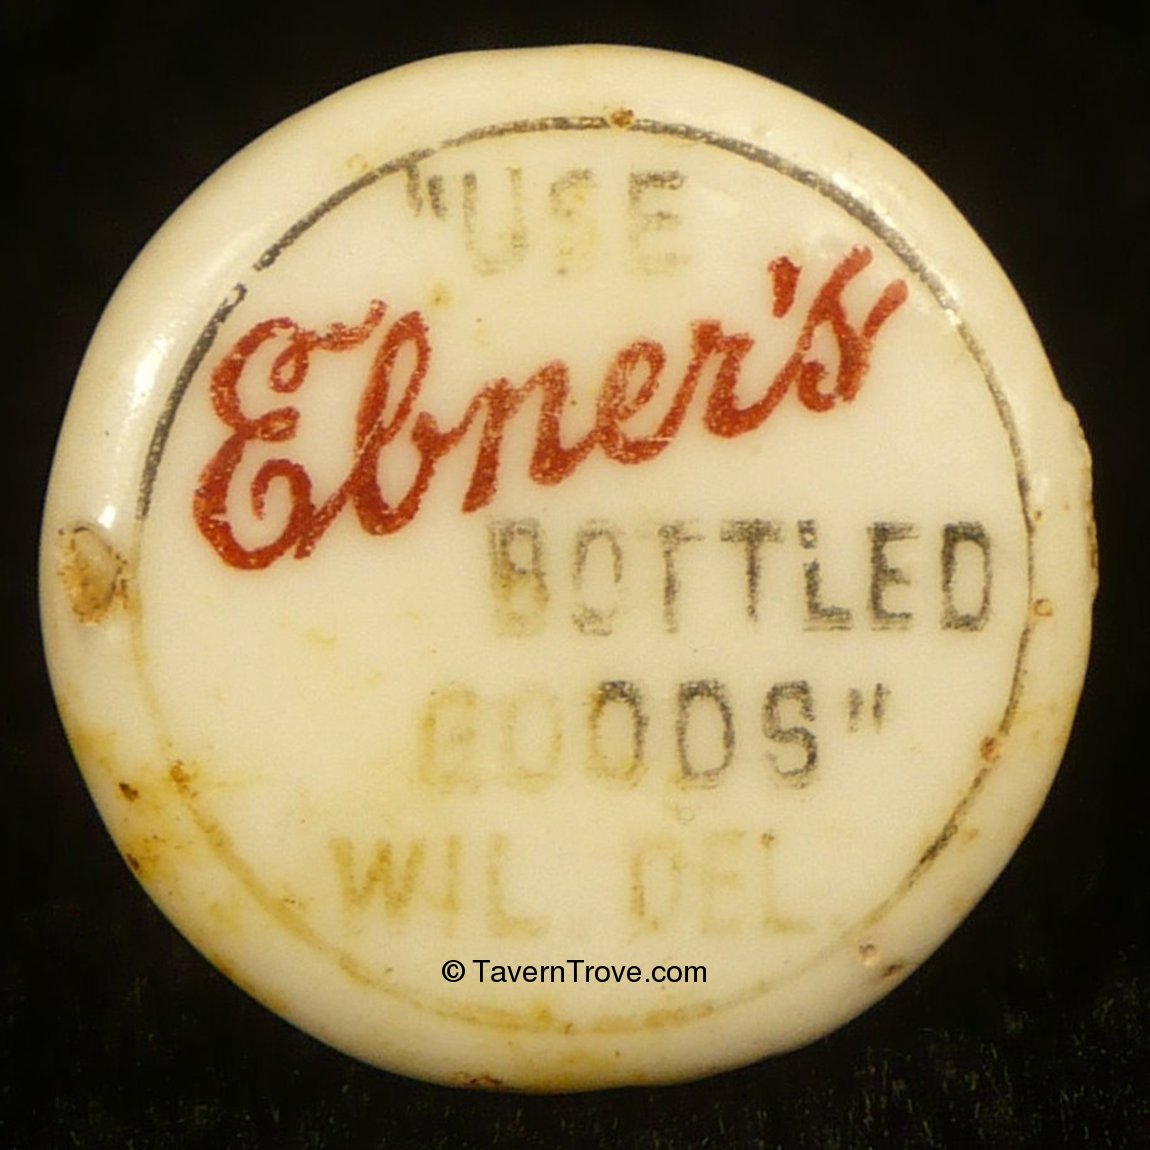 "USE
Ebner's
BOTTLED
GOODS"
WIL. DEL.
© TavernTrove.com